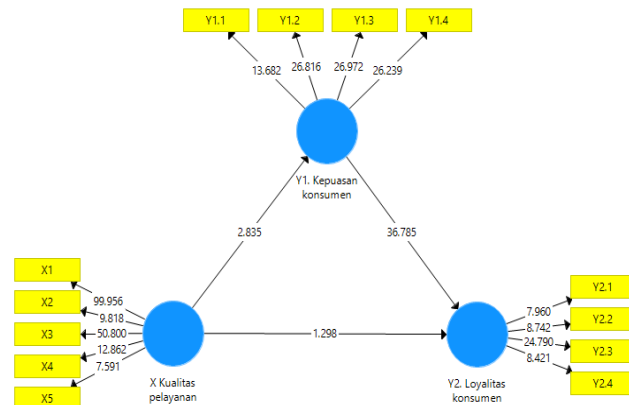 Y1.1
Y1.2
Y1.3
Y1.4
13.682
26.816
26.972
26.239
Y1. Kepuasan
konsumen
2.835
36.785
X1
X2
X3
X4
X5
99.956
9.818
50.800
12.862
7.591
X Kualitas
pelayanan
1.298
Y2.1
Y2.2
Y2.3
Y2.4
7.960
8.742
24.790
8.421
Y2. Loyalitas
konsumen